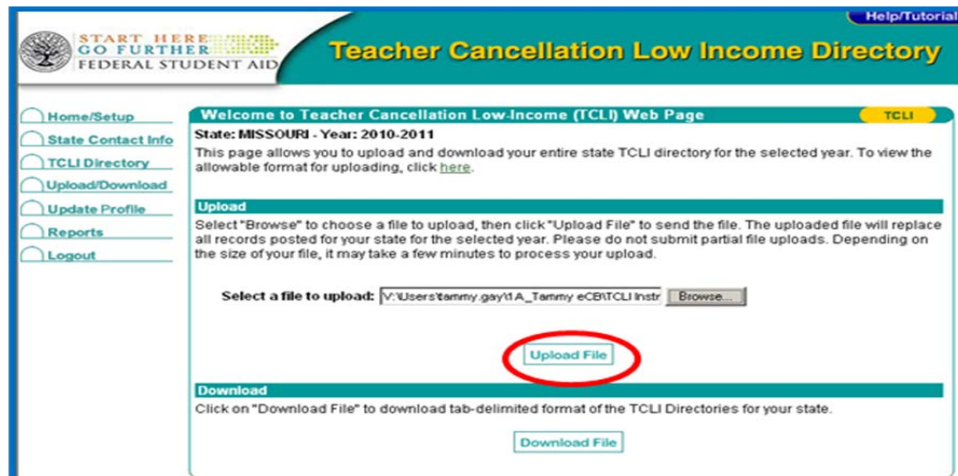 Help/Tutorial
START HERE
GO FURTHER
FEDERAL STUDENT AID
Teacher Cancellation Low Income Directory
Home/Setup
State Contact Info
TCLI Directory
Upload/Download
Update Profile
Reports
Logout
Welcome to Teacher Cancellation Low-Income (TCLI) Web Page
TCLI
State: MISSOURI - Year: 2010-2011
This page allows you to upload and download your entire state TCLI directory for the selected year. To view the
allowable format for uploading, click here.
Upload
Select "Browse" to choose a file to upload, then click "Upload File" to send the file. The uploaded file will replace
all records posted for your state for the selected year. Please do not submit partial file uploads. Depending on
the size of your file, it may take a few minutes to process your upload.
Select a file to upload: V:\Users\tammy.gay\1A_Tammy eCB\TCLI Instr Browse...
Upload File
Download
Click on "Download File" to download tab-delimited format of the TCLI Directories for your state.
Download File